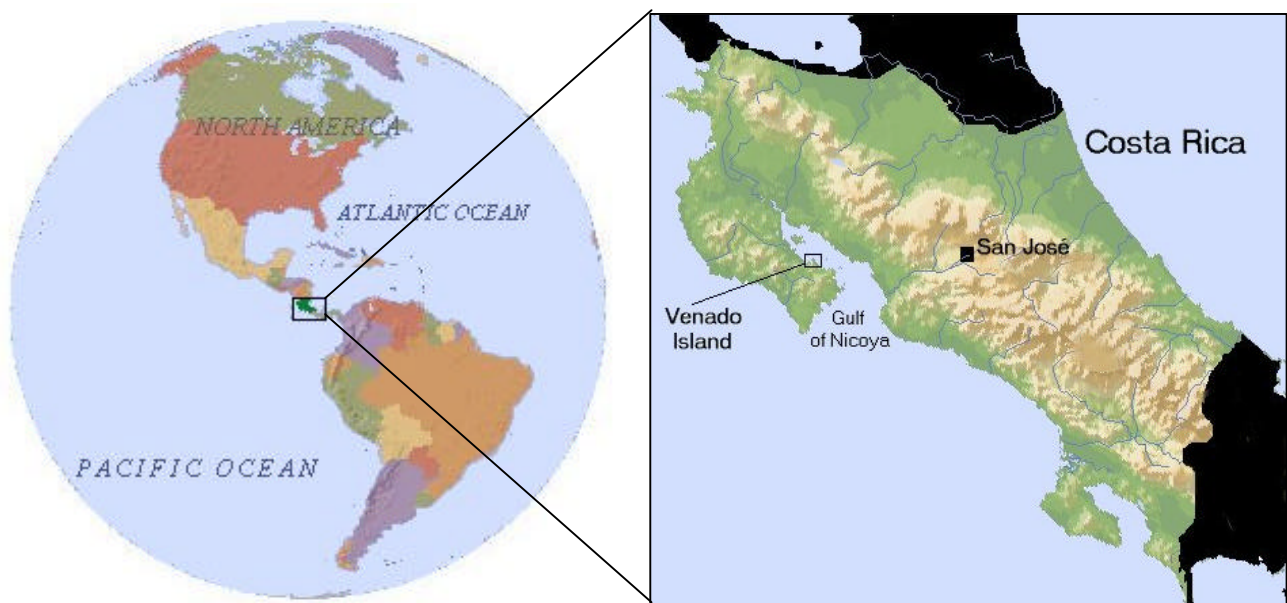 NORTH AMERICA
ATLANTIC OCEAN
PACIFIC OCEAN
Costa Rica
San José
Venado
Island
Gulf
of Nicoya